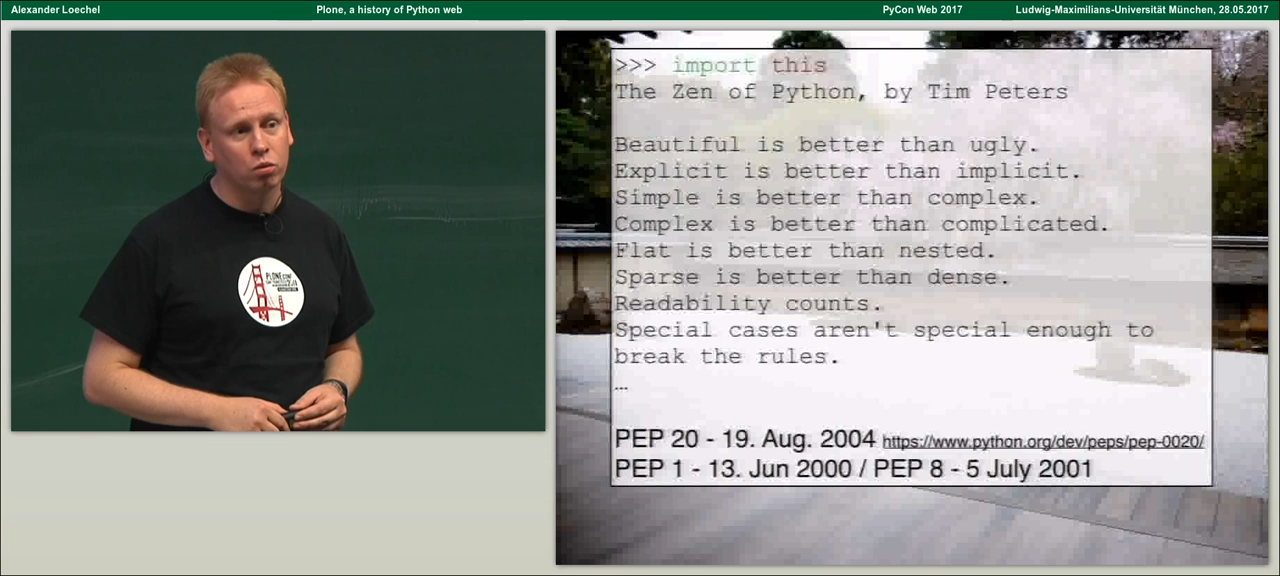 Alexander Loechel
Plone, a history of Python web
PyCon Web 2017
Ludwig-Maximilians-Universität München, 28.05.2017
>>> import this
The Zen of Python, by Tim Peters
Beautiful is better than ugly.
Explicit is better than implicit.
Simple is better than complex.
Complex is better than complicated.
Flat is better than nested.
Sparse is better than dense.
Readability counts.
Special cases aren't special enough to
break the rules.
…
PEP 20 - 19. Aug. 2004 https://www.python.org/dev/peps/pep-0020/
PEP 1 - 13. Jun 2000 / PEP 8 - 5 July 2001